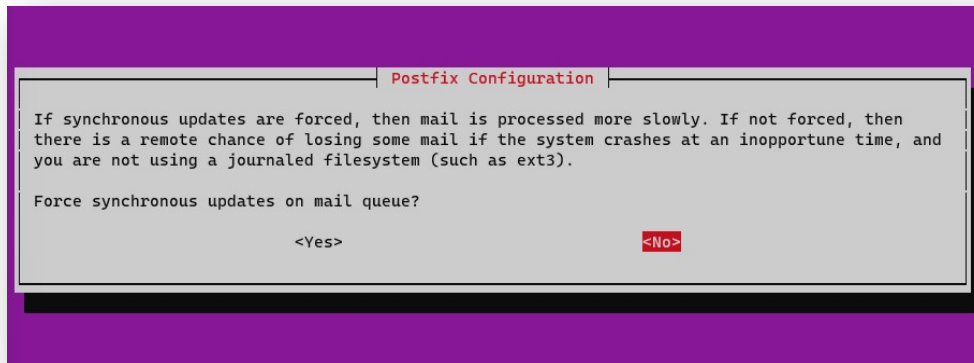 Postfix Configuration
If synchronous updates are forced, then mail is processed more slowly. If not forced, then
there is a remote chance of losing some mail if the system crashes at an inopportune time, and
you are not using a journaled filesystem (such as ext3).
Force synchronous updates on mail queue?
<Yes> <No>